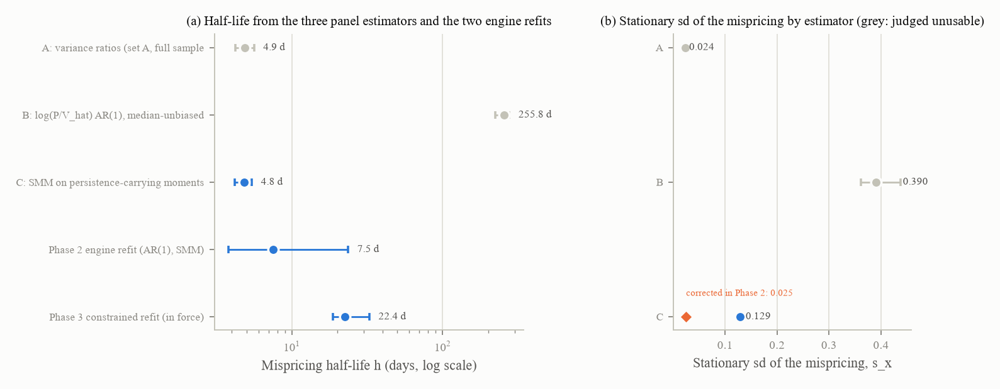 (a) Half-life from the three panel estimators and the two engine refits
A: variance ratios (set A, full sample
4.9 d
B: log(P/V_hat) AR(1), median-unbiased
255.8 d
C: SMM on persistence-carrying moments
4.8 d
Phase 2 engine refit (AR(1), SMM)
7.5 d
Phase 3 constrained refit (in force)
22.4 d
10¹
10²
Mispricing half-life h (days, log scale)
(b) Stationary sd of the mispricing by estimator (grey: judged unusable)
A
0.024
B
0.390
corrected in Phase 2: 0.025
C
0.129
0.1
0.2
0.3
0.4
Stationary sd of the mispricing, s_x